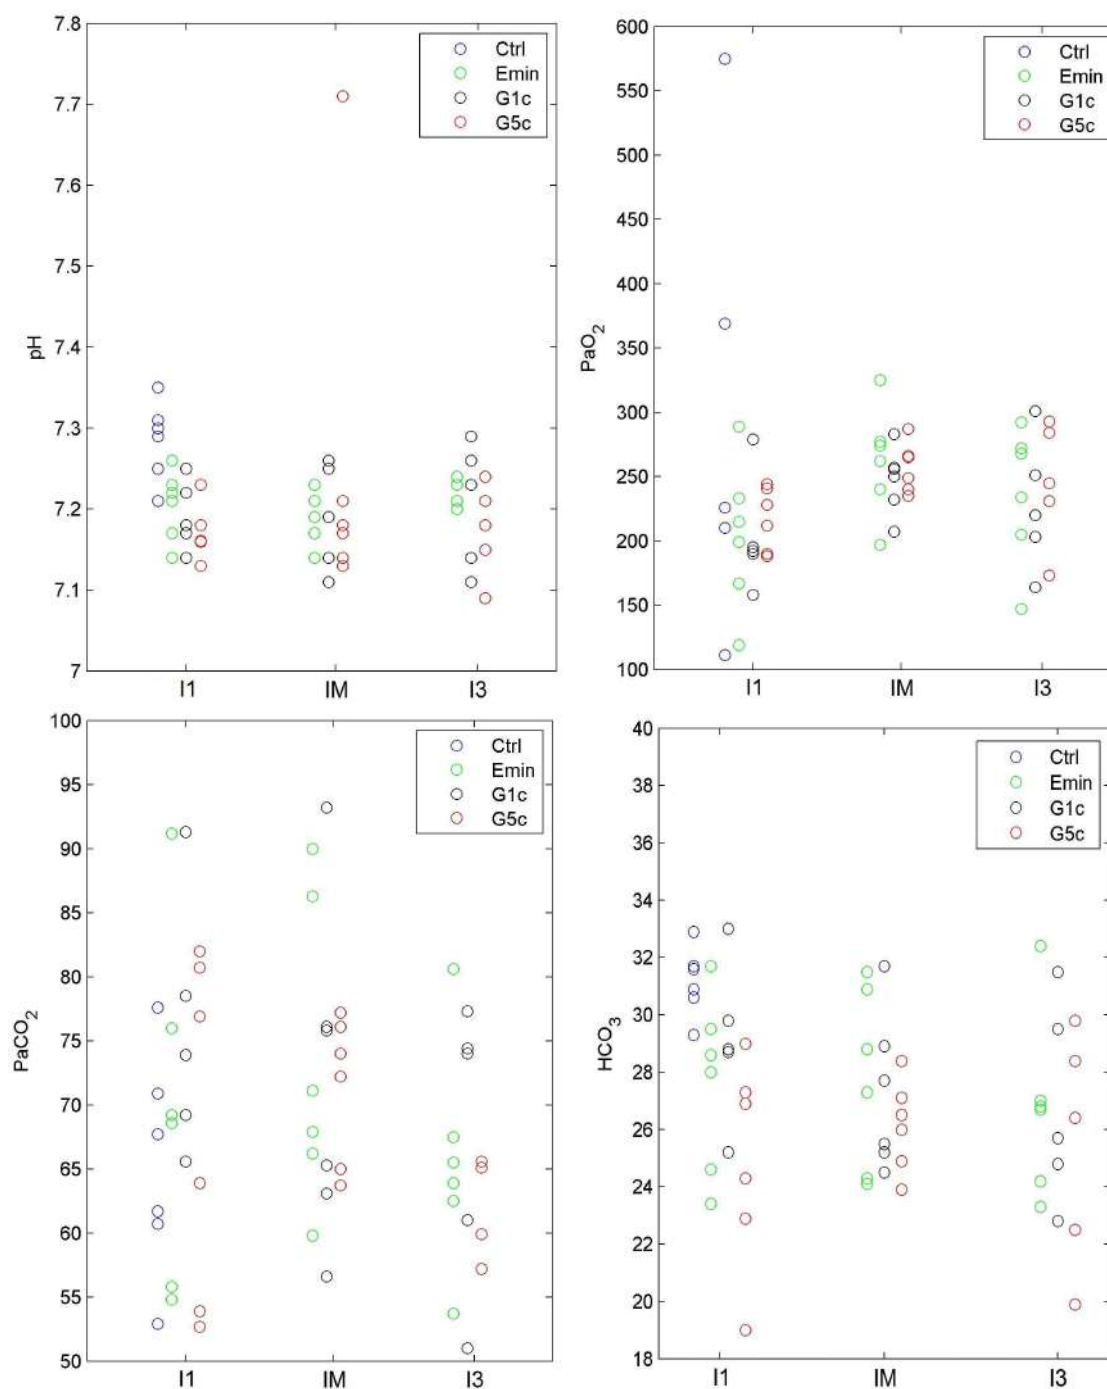 7.8
7.7
7.6
7.5
7.4
7.3
7.2
7.1
7
pH
I1 IM I3
Ctrl
Emin
G1c
G5c
600
550
500
450
400
350
300
250
200
150
100
PaO2
I1 IM I3
Ctrl
Emin
G1c
G5c
100
95
90
85
80
75
70
65
60
55
50
PaCO2
I1 IM I3
Ctrl
Emin
G1c
G5c
40
38
36
34
32
30
28
26
24
22
20
18
HCO3
I1 IM I3
Ctrl
Emin
G1c
G5c